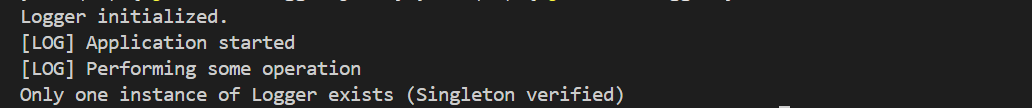 Logger initialized.
[LOG] Application started
[LOG] Performing some operation
Only one instance of Logger exists (Singleton verified)